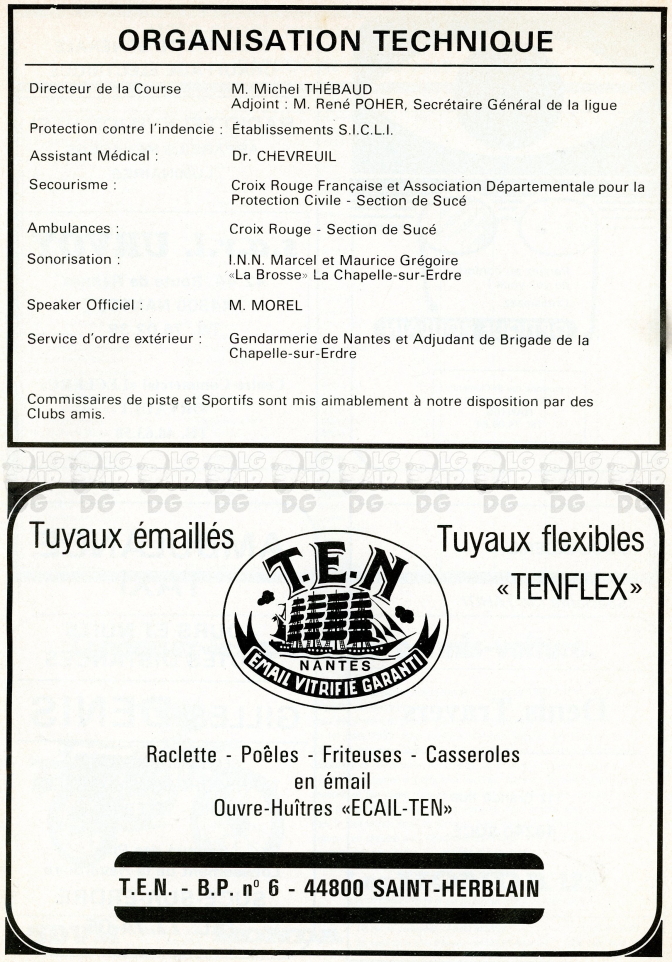 ORGANISATION TECHNIQUE
Directeur de la Course M. Michel THÉBAUD
Adjoint : M. René POHER, Secrétaire Général de la ligue
Protection contre l'indencie : Établissements S.I.C.L.I.
Assistant Médical : Dr. CHEVREUIL
Secourisme : Croix Rouge Française et Association Départementale pour la
Protection Civile - Section de Sucé
Ambulances : Croix Rouge - Section de Sucé
Sonorisation : I.N.N. Marcel et Maurice Grégoire
«La Brosse» La Chapelle-sur-Erdre
Speaker Officiel : M. MOREL
Service d'ordre extérieur : Gendarmerie de Nantes et Adjudant de Brigade de la
Chapelle-sur-Erdre
Commissaires de piste et Sportifs sont mis aimablement à notre disposition par des
Clubs amis.
Tuyaux émaillés
T.E.N
NANTES
EMAIL VITRIFIÉ GARANTI
Tuyaux flexibles
«TENFLEX»
Raclette - Poêles - Friteuses - Casseroles
en émail
Ouvre-Huîtres «ECAIL-TEN»
T.E.N. - B.P. nº 6 - 44800 SAINT-HERBLAIN